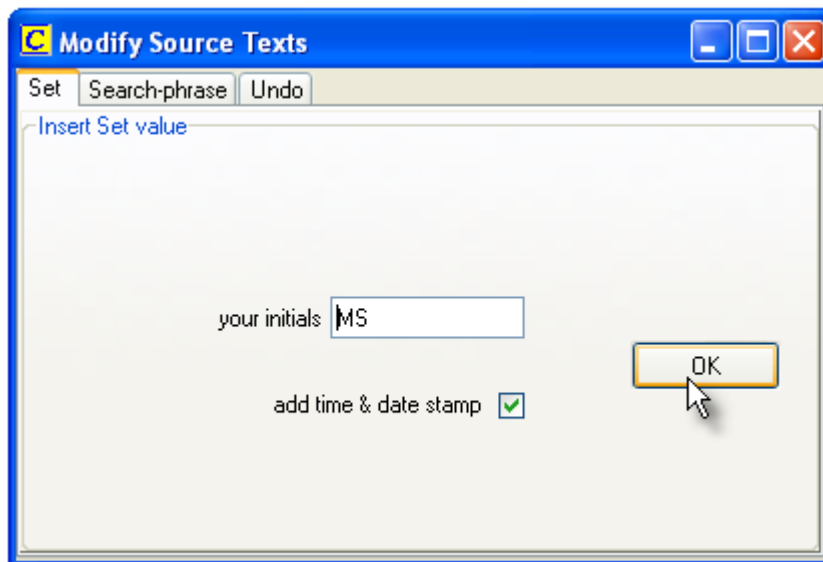 C Modify Source Texts
Set Search-phrase Undo
Insert Set value
your initials MS
OK
add time & date stamp